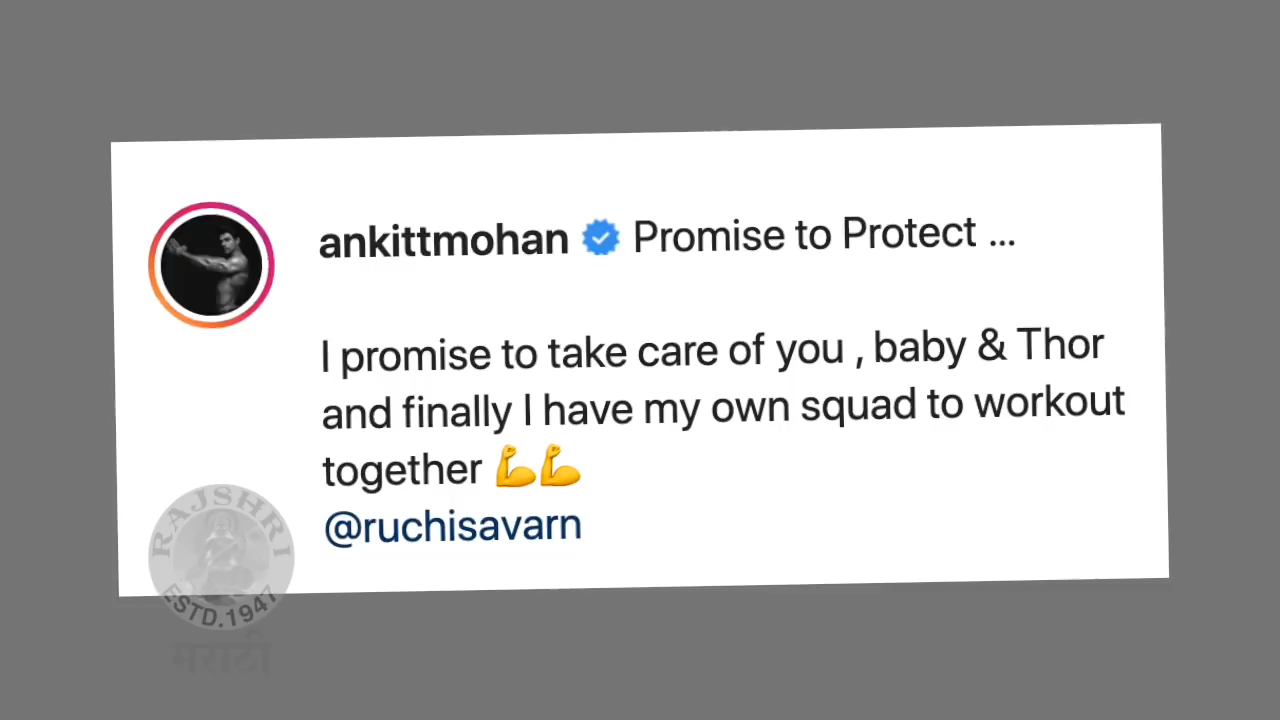 ankittmohan Promise to Protect ...
I promise to take care of you , baby & Thor
and finally I have my own squad to workout
together 💪💪
@ruchisavarn
RAJSHRI
ESTD.1947
मराठी